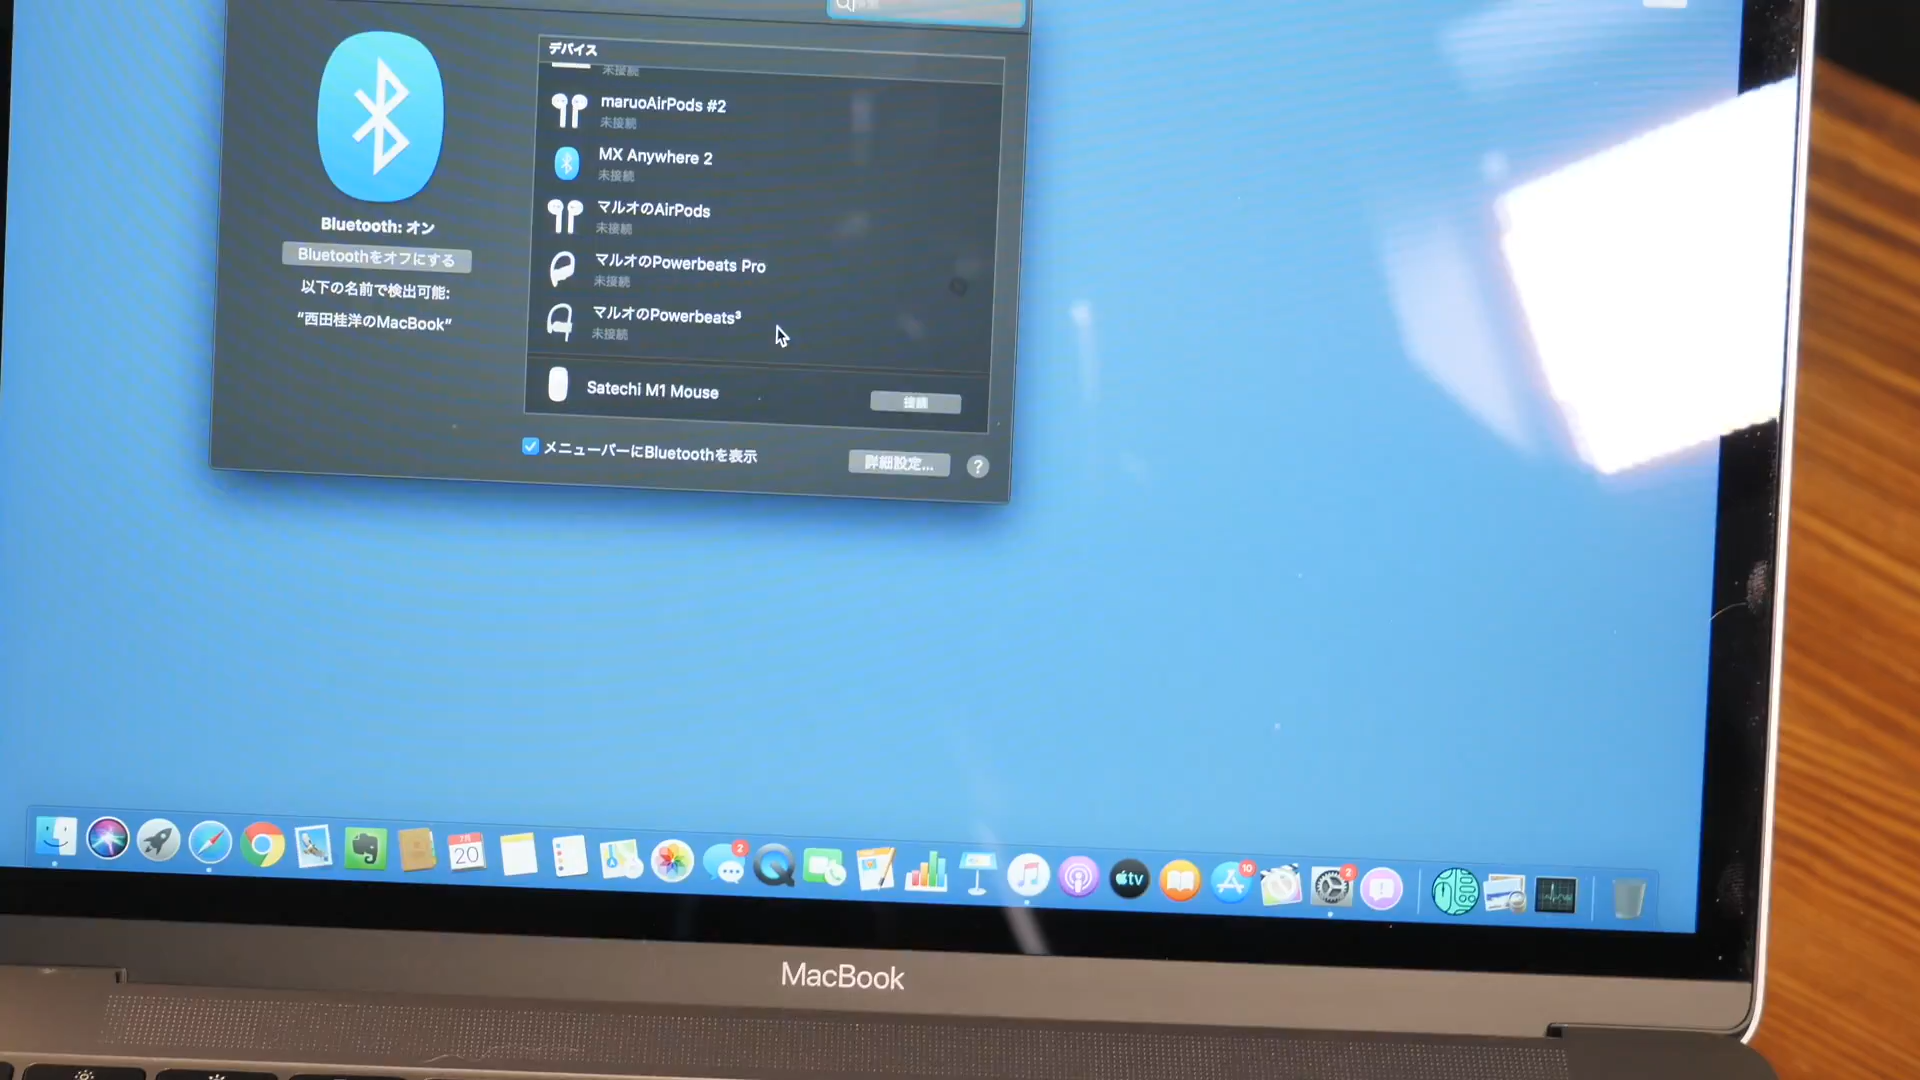 デバイス
未接続
maruoAirPods #2
未接続
MX Anywhere 2
未接続
マルオのAirPods
未接続
マルオのPowerbeats Pro
未接続
マルオのPowerbeats³
未接続
Satechi M1 Mouse
接続
Bluetooth: オン
Bluetoothをオフにする
以下の名前で検出可能:
“西田桂洋のMacBook”
メニューバーにBluetoothを表示
詳細設定...
?
7月
20
2
tv
10
2
MacBook